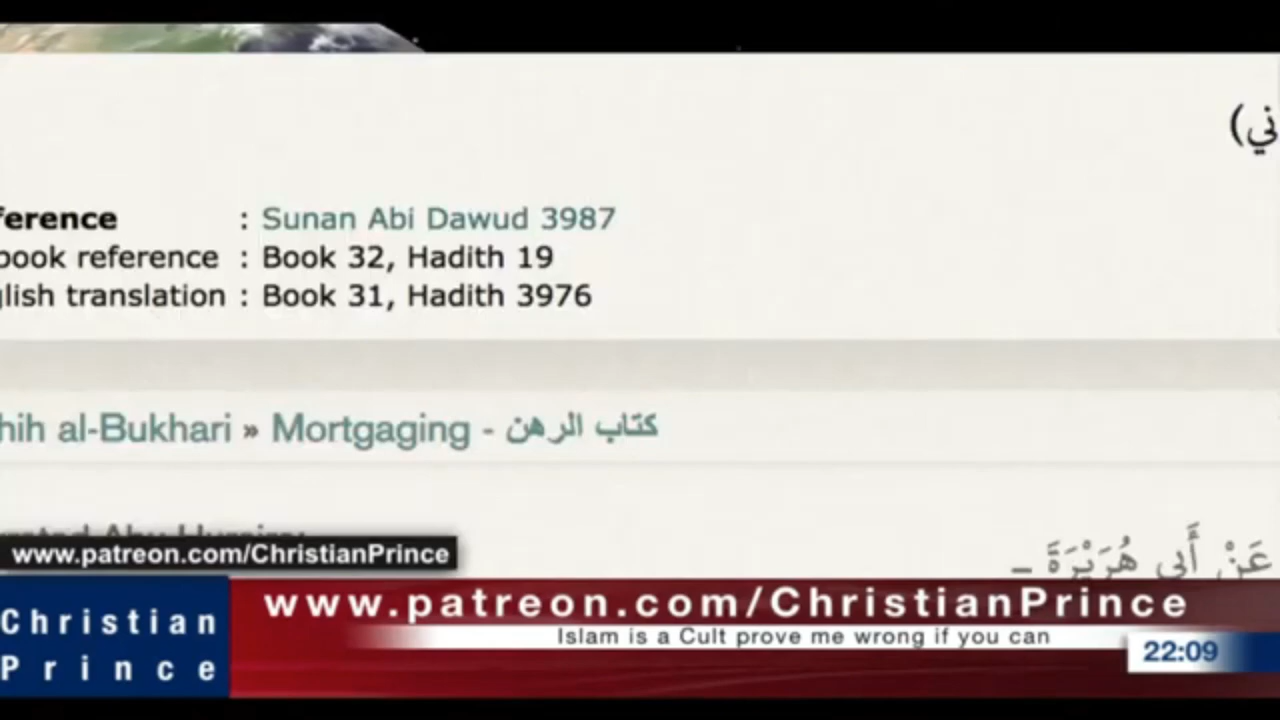 ني)
ference : Sunan Abi Dawud 3987
book reference : Book 32, Hadith 19
glish translation : Book 31, Hadith 3976
hih al-Bukhari » Mortgaging - كتاب الرهن
عَنْ أَبِي هُرَيْرَةَ ـ
www.patreon.com/ChristianPrince
Christian
Prince
www.patreon.com/ChristianPrince
Islam is a Cult prove me wrong if you can
22:09